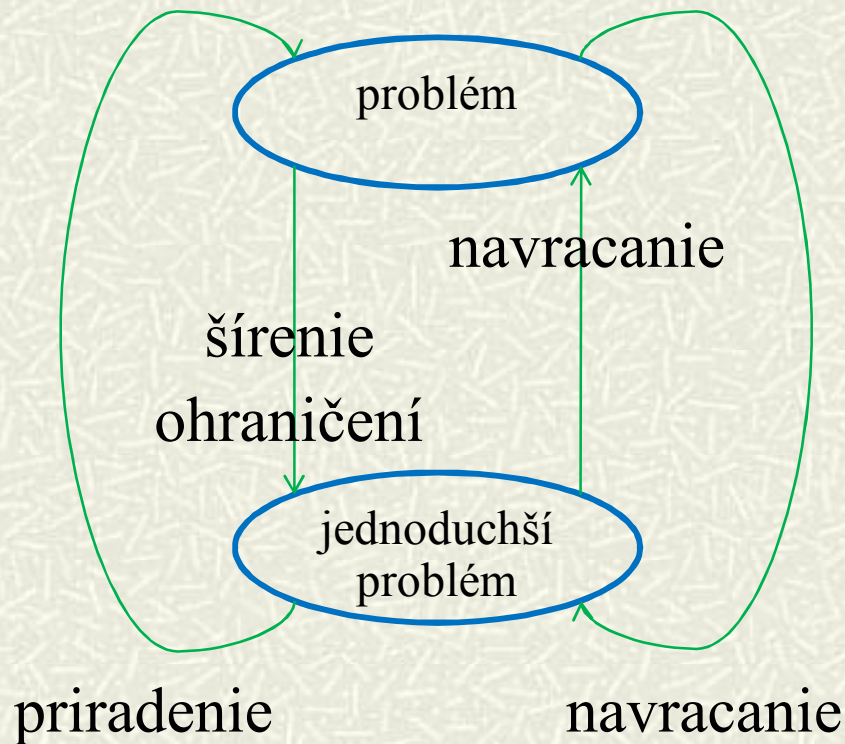 problém
navracanie
šírenie
ohraničení
jednoduchší
problém
priradenie
navracanie